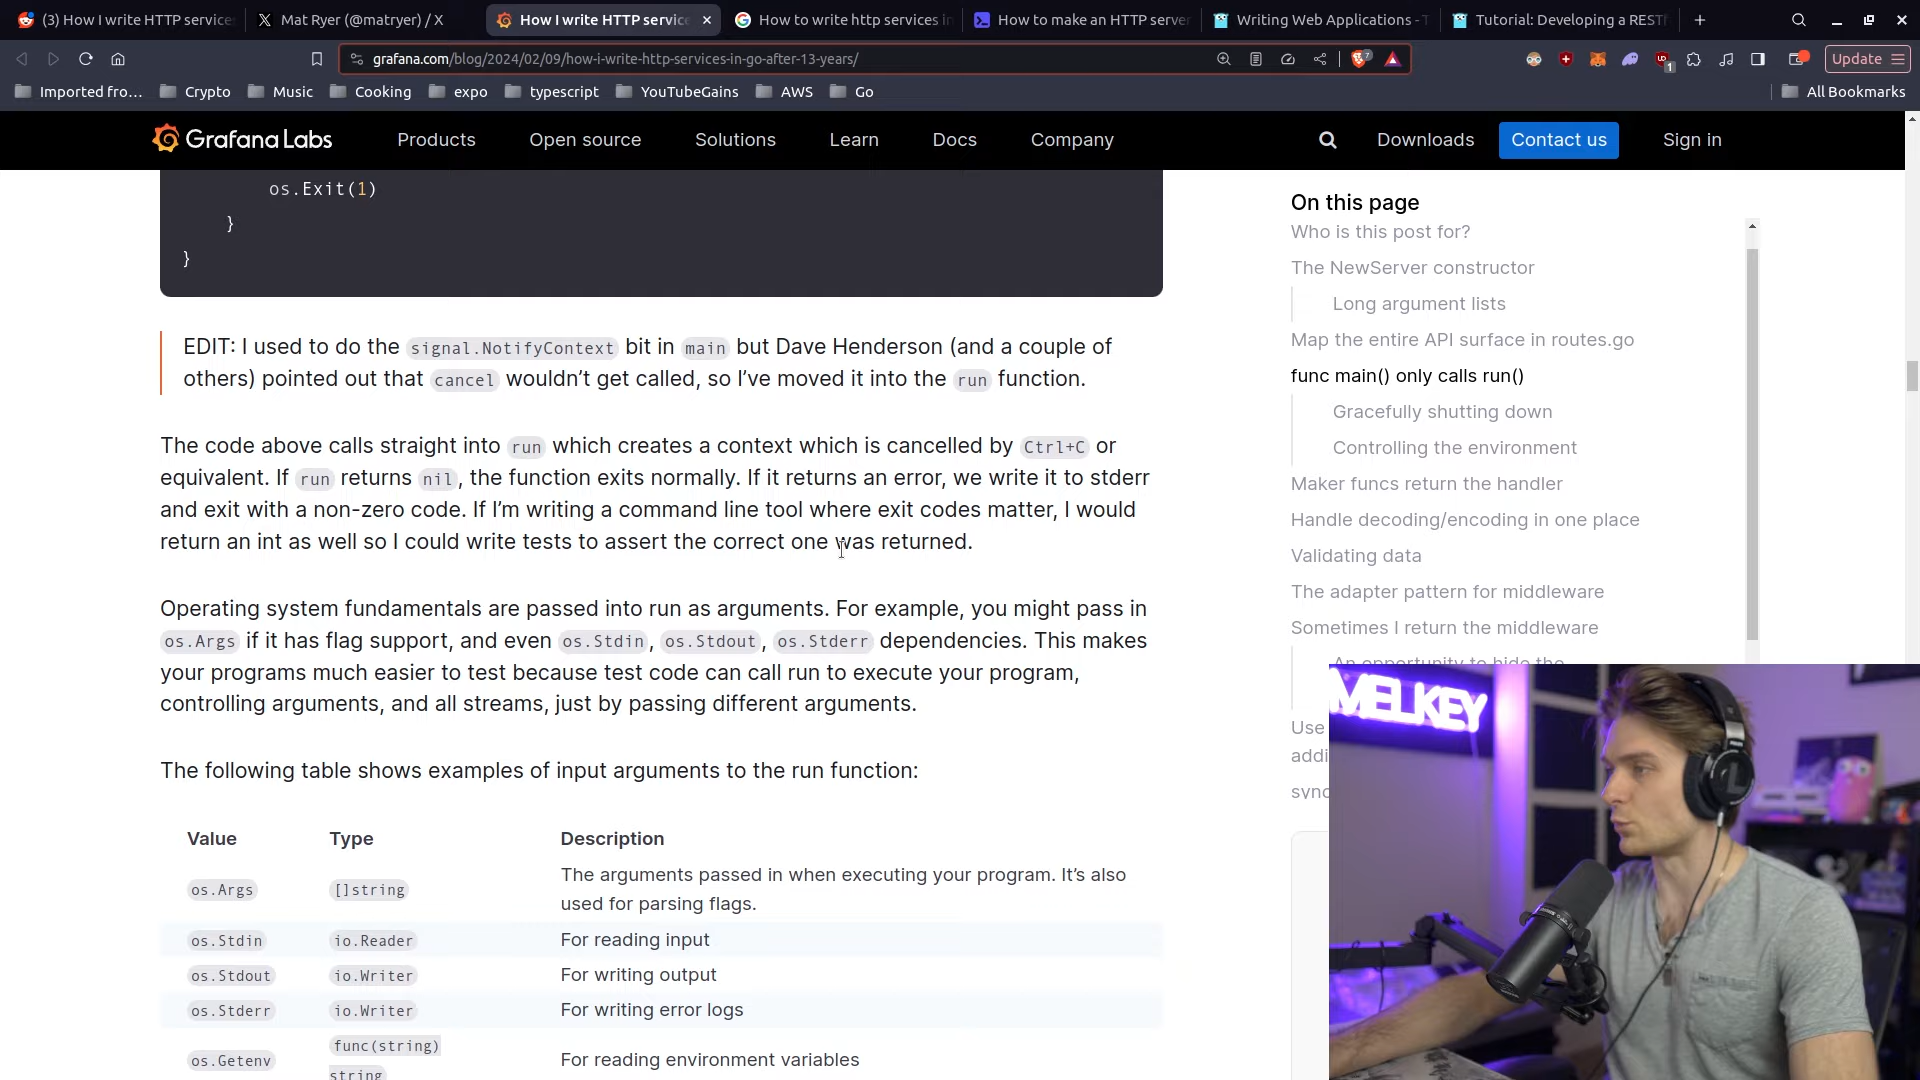 (3) How I write HTTP service
Mat Ryer (@matryer) / X
How I write HTTP servic
How to write http services in
How to make an HTTP server
Writing Web Applications - T
Tutorial: Developing a REST
grafana.com/blog/2024/02/09/how-i-write-http-services-in-go-after-13-years/
7
1
Update
Imported fro...
Crypto
Music
Cooking
expo
typescript
YouTubeGains
AWS
Go
All Bookmarks
Grafana Labs
Products
Open source
Solutions
Learn
Docs
Company
Downloads
Contact us
Sign in
os.Exit(1)
}
}
EDIT: I used to do the signal.NotifyContext bit in main but Dave Henderson (and a couple of
others) pointed out that cancel wouldn’t get called, so I’ve moved it into the run function.
The code above calls straight into run which creates a context which is cancelled by Ctrl+C or
equivalent. If run returns nil, the function exits normally. If it returns an error, we write it to stderr
and exit with a non-zero code. If I’m writing a command line tool where exit codes matter, I would
return an int as well so I could write tests to assert the correct one was returned.
Operating system fundamentals are passed into run as arguments. For example, you might pass in
os.Args if it has flag support, and even os.Stdin, os.Stdout, os.Stderr dependencies. This makes
your programs much easier to test because test code can call run to execute your program,
controlling arguments, and all streams, just by passing different arguments.
The following table shows examples of input arguments to the run function:
Value Type Description
os.Args []string The arguments passed in when executing your program. It’s also
used for parsing flags.
os.Stdin io.Reader For reading input
os.Stdout io.Writer For writing output
os.Stderr io.Writer For writing error logs
os.Getenv func(string) For reading environment variables
string
On this page
Who is this post for?
The NewServer constructor
Long argument lists
Map the entire API surface in routes.go
func main() only calls run()
Gracefully shutting down
Controlling the environment
Maker funcs return the handler
Handle decoding/encoding in one place
Validating data
The adapter pattern for middleware
Sometimes I return the middleware
An opportunity to hide the
Use
addi
sync
MELKEY